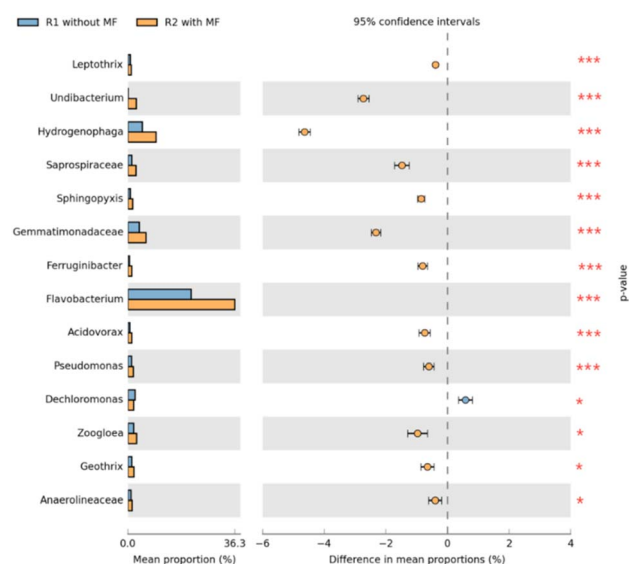 R1 without MF R2 with MF 95% confidence intervals
Leptothrix ***
Undibacterium ***
Hydrogenophaga ***
Saprospiraceae ***
Sphingopyxis ***
Gemmatimonadaceae ***
Ferruginibacter ***
Flavobacterium ***
Acidovorax ***
Pseudomonas ***
Dechloromonas *
Zoogloea *
Geothrix *
Anaerolineaceae *
p-value
0.0 36.3 −6 −4 −2 0 2 4
Mean proportion (%) Difference in mean proportions (%)